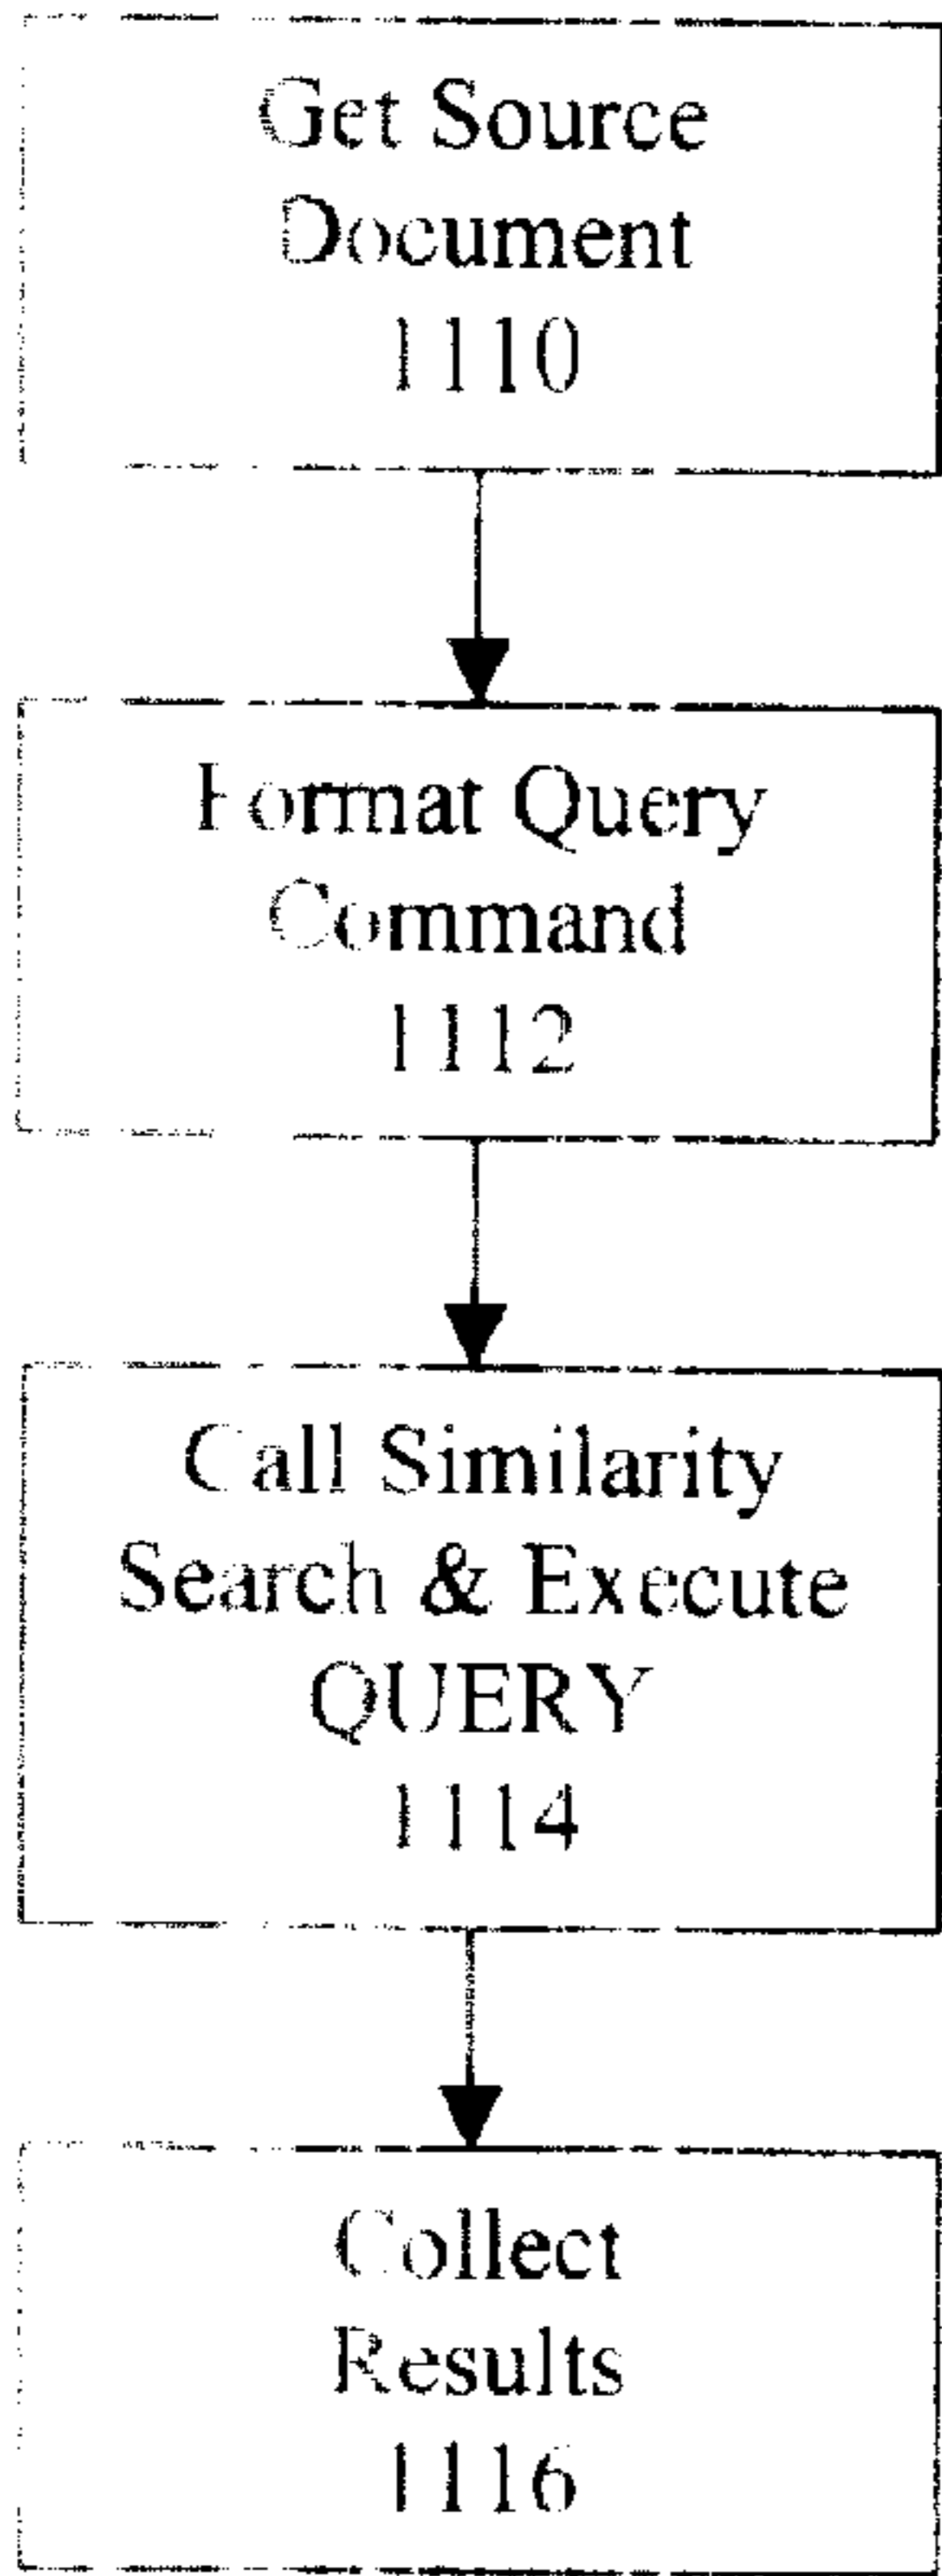 Get Source
Document
1110
Format Query
Command
1112
Call Similarity
Search & Execute
QUERY
1114
Collect
Results
1116